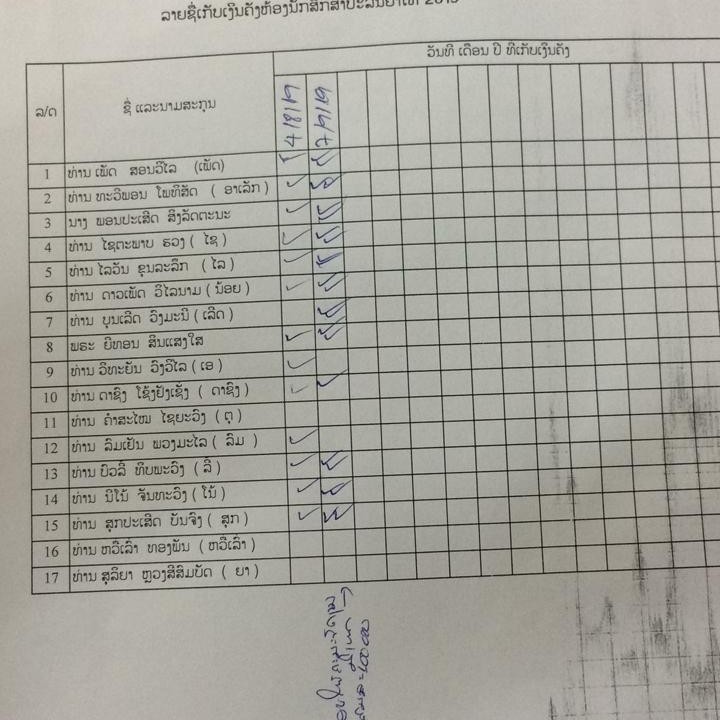 ລາຍຊື່ເກັບເງິນຄັງຫ້ອງນັກສຶກສາປະລິນຍາໂທ 2019
ລ/ດ ຊື່ ແລະນາມສະກຸນ ວັນທີ ເດືອນ ປີ ທີ່ເກັບເງິນຄັງ
4/8/19 7/9/19
1 ທ່ານ ເພັດ ສອນວິໄລ (ເພັດ)
2 ທ່ານ ທະວີພອນ ໂພທິສັດ ( ອາເລັກ )
3 ນາງ ພອນປະເສີດ ສິງລັດຕະນະ
4 ທ່ານ ໄຊຕະພາບ ຮວງ ( ໄຊ )
5 ທ່ານ ໄລວັນ ຂຸນລະລຶກ ( ໄລ )
6 ທ່ານ ດາວເພັດ ວິໄລນາມ ( ນ້ອຍ )
7 ທ່ານ ບຸນເລີດ ວົງມະນີ ( ເລີດ )
8 ພຣະ ຍີທອນ ສິນແສງໃສ
9 ທ່ານ ວິທະຍັນ ວົງວິໄລ ( ເອ )
10 ທ່ານ ດາຊົງ ໂຊ້ງຢັງເຊັ້ງ ( ດາຊົງ )
11 ທ່ານ ຄຳສະໄໝ ໄຊຍະວົງ ( ຕຸ )
12 ທ່ານ ລົມເຢັນ ພວງມະໄລ ( ລົມ )
13 ທ່ານ ບົວລີ ທິບພະວົງ ( ລີ )
14 ທ່ານ ນີໂນ້ ຈັນທະວົງ ( ໂນ້ )
15 ທ່ານ ສຸກປະເສີດ ບັນຈົງ ( ສຸກ )
16 ທ່ານ ຫວີເລົ່າ ທອງພັນ ( ຫວີເລົ່າ )
17 ທ່ານ ສຸລິຍາ ຫຼວງສີສົມບັດ ( ຍາ )